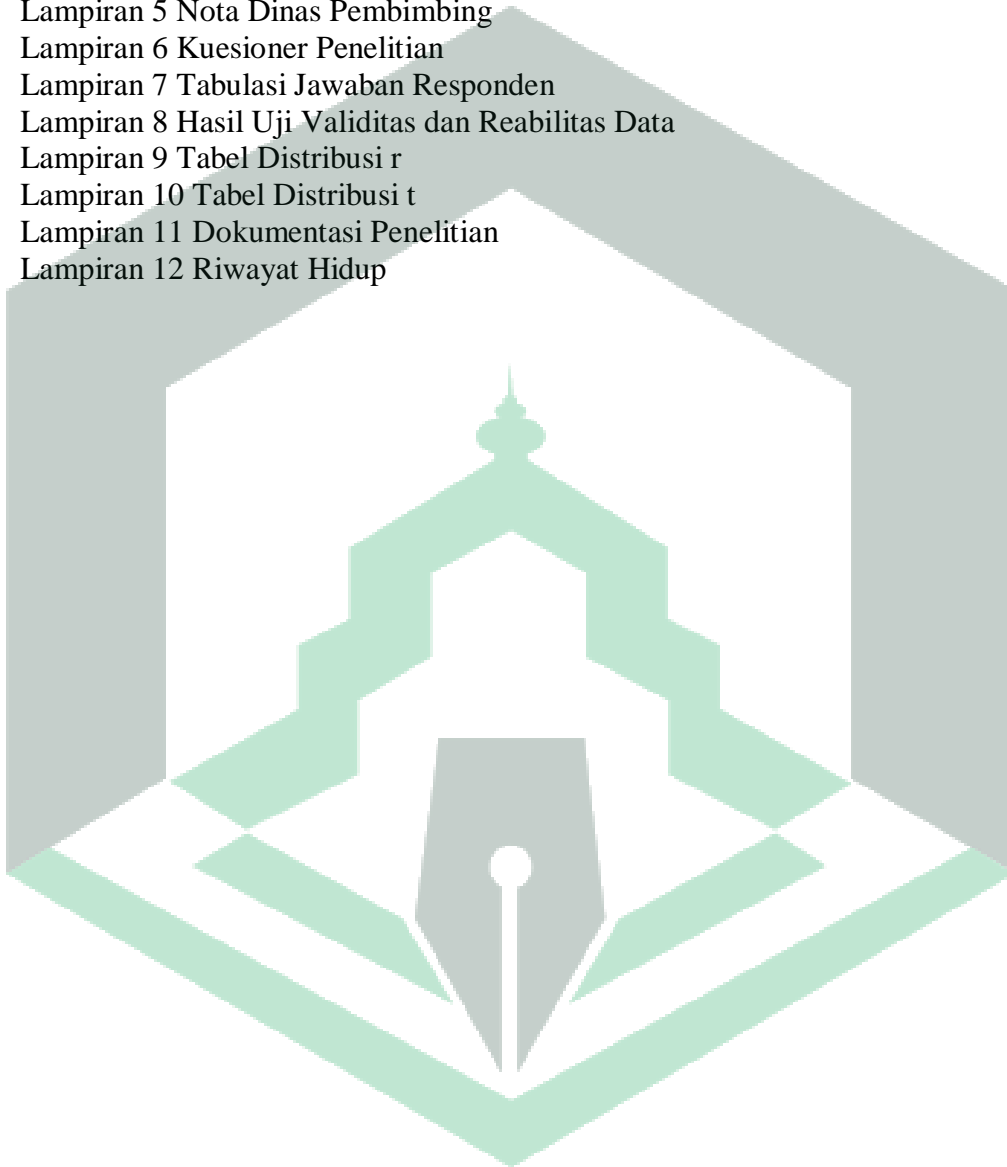 Lampiran 5 Nota Dinas Pembimbing
Lampiran 6 Kuesioner Penelitian
Lampiran 7 Tabulasi Jawaban Responden
Lampiran 8 Hasil Uji Validitas dan Reabilitas Data
Lampiran 9 Tabel Distribusi r
Lampiran 10 Tabel Distribusi t
Lampiran 11 Dokumentasi Penelitian
Lampiran 12 Riwayat Hidup